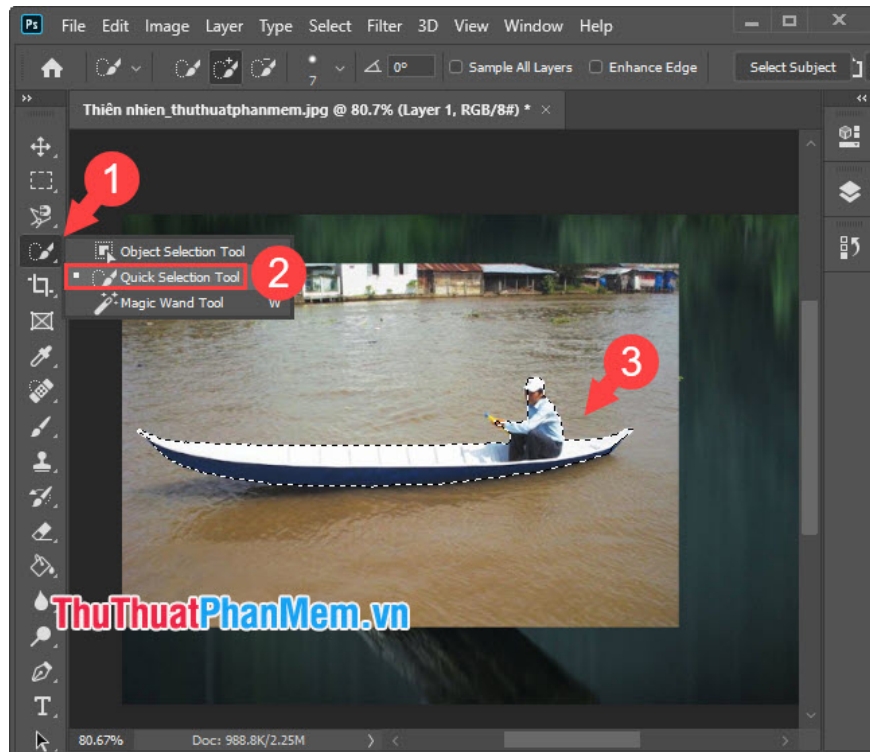 Ps File Edit Image Layer Type Select Filter 3D View Window Help
7 0° Sample All Layers Enhance Edge Select Subject
Thiên nhien_thuthuatphanmem.jpg @ 80.7% (Layer 1, RGB/8#) * ×
1
Object Selection Tool
Quick Selection Tool
2
Magic Wand Tool W
3
ThuThuatPhanMem.vn
T
80.67% Doc: 988.8K/2.25M